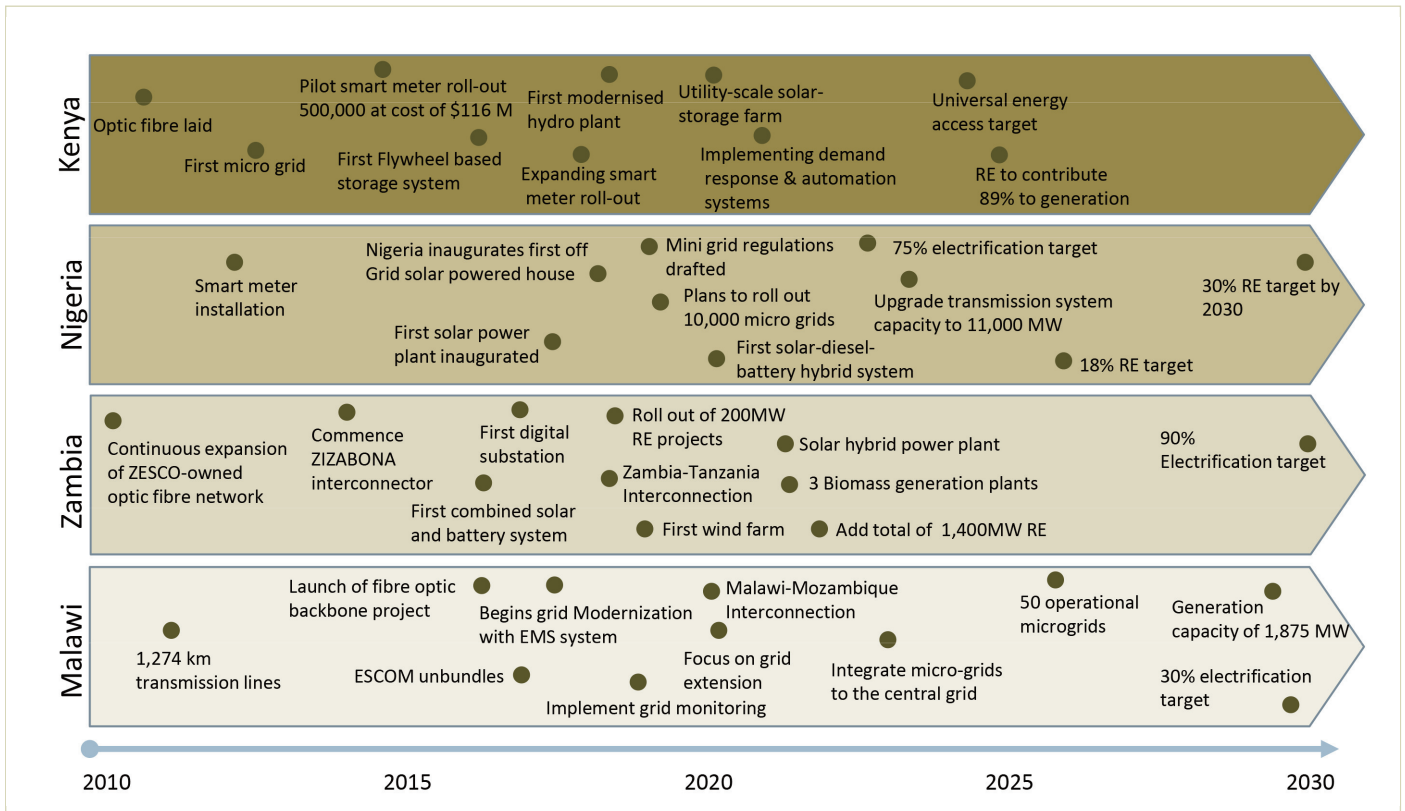 Kenya
Optic fibre laid
First micro grid
Pilot smart meter roll-out
500,000 at cost of $116 M
First Flywheel based
storage system
First modernised
hydro plant
Expanding smart
meter roll-out
Utility-scale solar-
storage farm
Implementing demand
response & automation
systems
Universal energy
access target
RE to contribute
89% to generation
Nigeria
Smart meter
installation
Nigeria inaugurates first off
Grid solar powered house
First solar power
plant inaugurated
Mini grid regulations
drafted
Plans to roll out
10,000 micro grids
First solar-diesel-
battery hybrid system
75% electrification target
Upgrade transmission system
capacity to 11,000 MW
18% RE target
30% RE target by
2030
Zambia
Continuous expansion
of ZESCO-owned
optic fibre network
Commence
ZIZABONA
interconnector
First digital
substation
First combined solar
and battery system
Roll out of 200MW
RE projects
Zambia-Tanzania
Interconnection
First wind farm
Solar hybrid power plant
3 Biomass generation plants
Add total of 1,400MW RE
90%
Electrification target
Malawi
1,274 km
transmission lines
Launch of fibre optic
backbone project
Begins grid Modernization
with EMS system
ESCOM unbundles
Implement grid monitoring
Malawi-Mozambique
Interconnection
Focus on grid
extension
Integrate micro-grids
to the central grid
50 operational
microgrids
Generation
capacity of 1,875 MW
30% electrification
target
2010
2015
2020
2025
2030